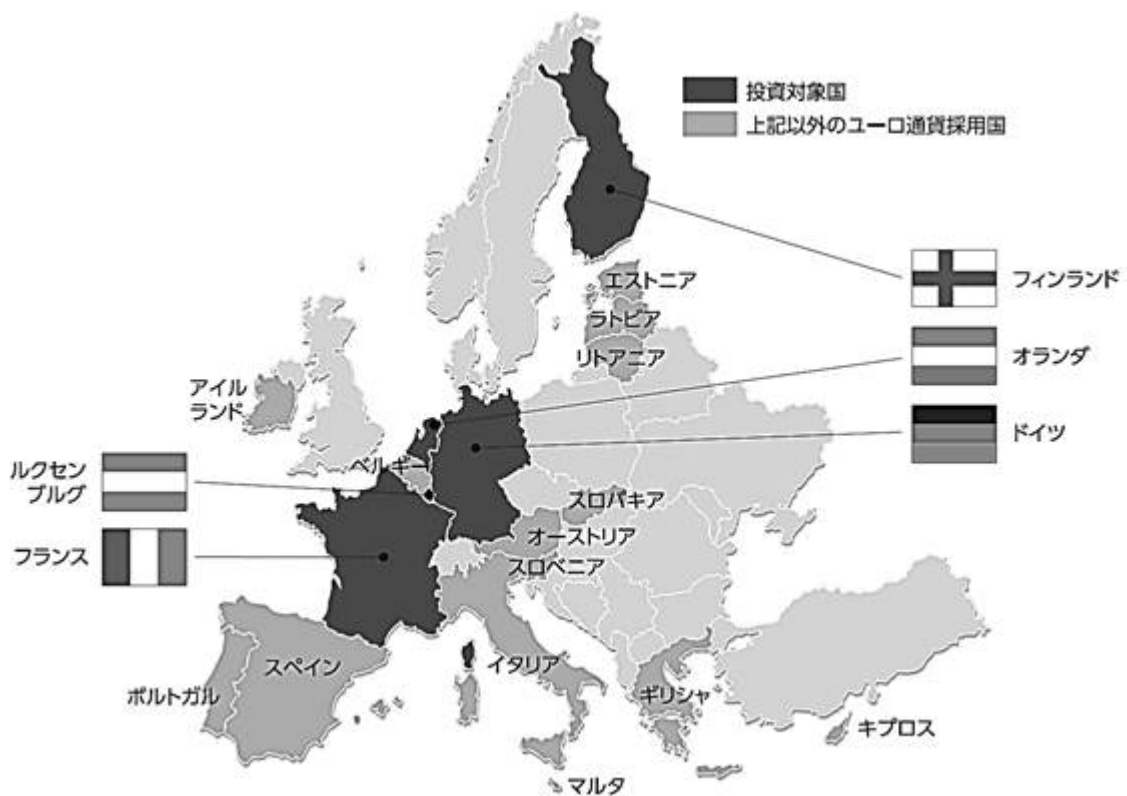 投資対象国
上記以外のユーロ通貨採用国
フィンランド
エストニア
ラトビア
リトアニア
オランダ
アイル
ランド
ドイツ
ベルギー
ルクセン
ブルグ
スロバキア
オーストリア
フランス
スロベニア
スペイン
イタリア
ポルトガル
ギリシャ
キプロス
マルタ